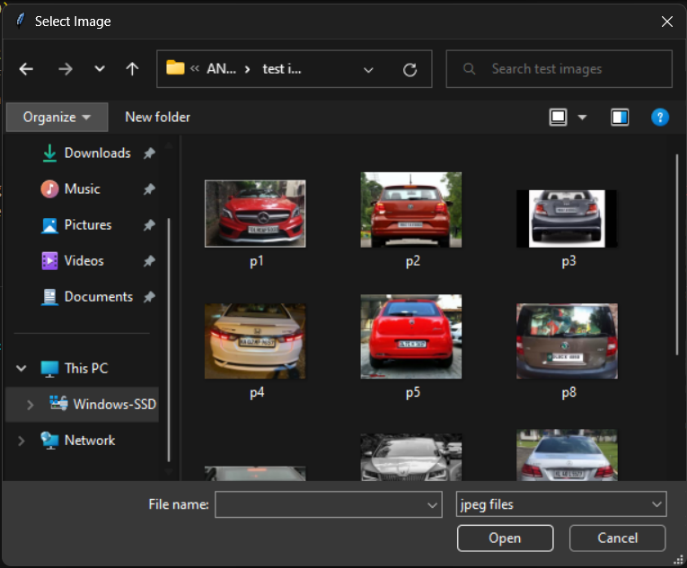 Select Image
« AN... › test i...
Search test images
Organize
New folder
Downloads
Music
Pictures
Videos
Documents
This PC
Windows-SSD
Network
p1
p2
p3
p4
p5
p8
File name:
jpeg files
Open
Cancel